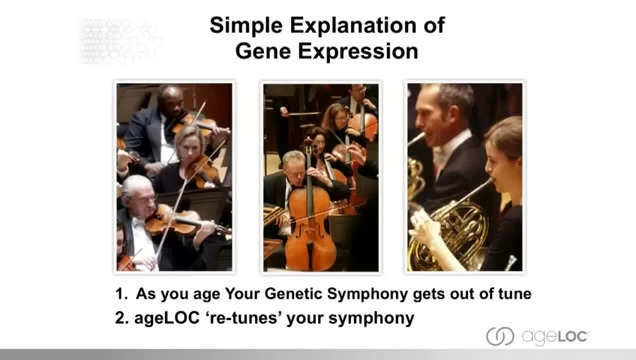 Simple Explanation of
Gene Expression
1. As you age Your Genetic Symphony gets out of tune
2. ageLOC ‘re-tunes’ your symphony
ageLOC